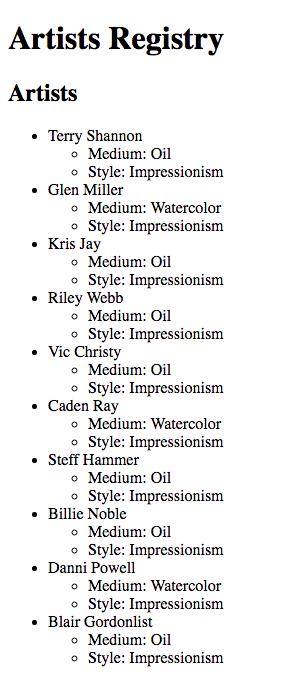 Artists Registry
Artists
Terry Shannon
Medium: Oil
Style: Impressionism
Glen Miller
Medium: Watercolor
Style: Impressionism
Kris Jay
Medium: Oil
Style: Impressionism
Riley Webb
Medium: Oil
Style: Impressionism
Vic Christy
Medium: Oil
Style: Impressionism
Caden Ray
Medium: Watercolor
Style: Impressionism
Steff Hammer
Medium: Oil
Style: Impressionism
Billie Noble
Medium: Oil
Style: Impressionism
Danni Powell
Medium: Watercolor
Style: Impressionism
Blair Gordonlist
Medium: Oil
Style: Impressionism